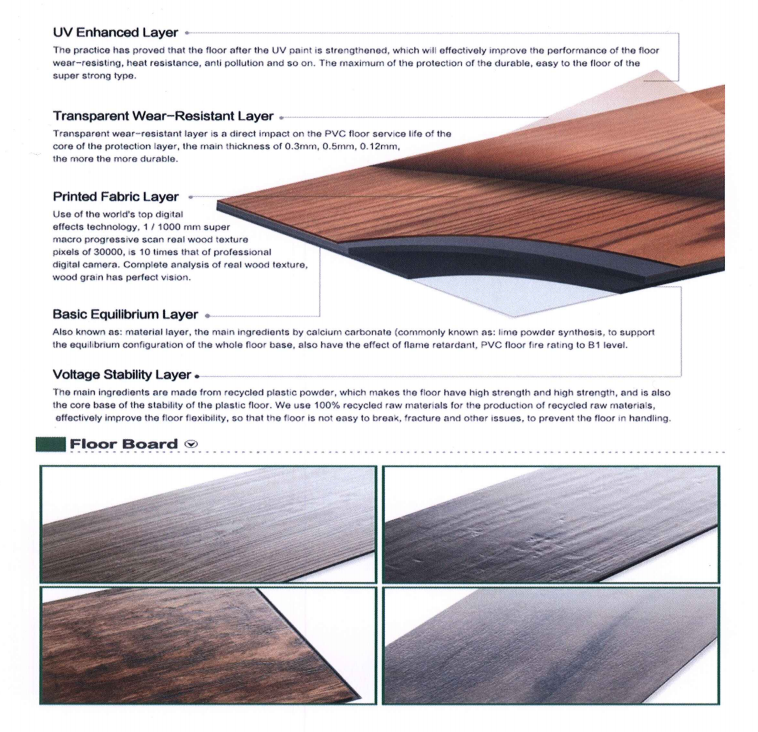 UV Enhanced Layer
The practice has proved that the floor after the UV paint is strengthened, which will effectively improve the performance of the floor
wear-resisting, heat resistance, anti pollution and so on. The maximum of the protection of the durable, easy to the floor of the
super strong type.
Transparent Wear-Resistant Layer
Transparent wear-resistant layer is a direct impact on the PVC floor service life of the
core of the protection layer, the main thickness of 0.3mm, 0.5mm, 0.12mm,
the more the more durable.
Printed Fabric Layer
Use of the world's top digital
effects technology, 1 / 1000 mm super
macro progressive scan real wood texture
pixels of 30000, is 10 times that of professional
digital camera. Complete analysis of real wood texture,
wood grain has perfect vision.
Basic Equilibrium Layer
Also known as: material layer, the main ingredients by calcium carbonate (commonly known as: lime powder synthesis, to support
the equilibrium configuration of the whole floor base, also have the effect of flame retardant, PVC floor fire rating to B1 level.
Voltage Stability Layer
The main ingredients are made from recycled plastic powder, which makes the floor have high strength and high strength, and is also
the core base of the stability of the plastic floor. We use 100% recycled raw materials for the production of recycled raw materials,
effectively improve the floor flexibility, so that the floor is not easy to break, fracture and other issues, to prevent the floor in handling.
Floor Board